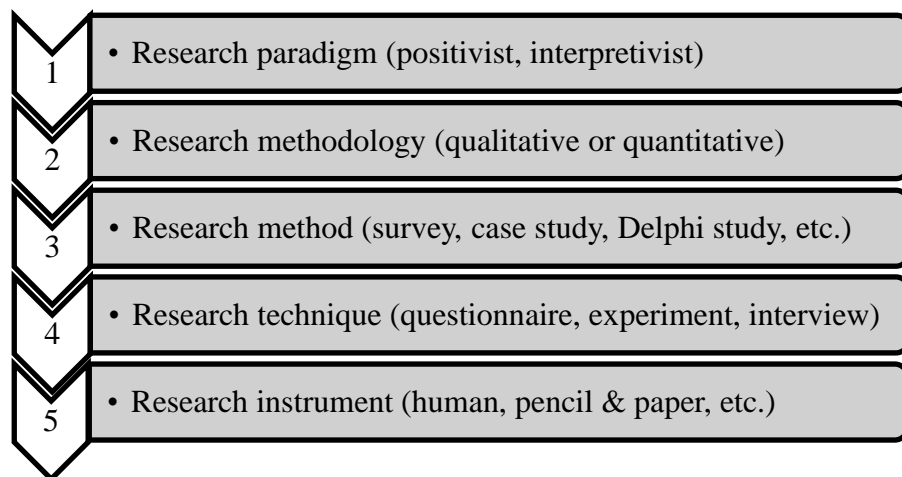 1
• Research paradigm (positivist, interpretivist)
2
• Research methodology (qualitative or quantitative)
3
• Research method (survey, case study, Delphi study, etc.)
4
• Research technique (questionnaire, experiment, interview)
5
• Research instrument (human, pencil & paper, etc.)